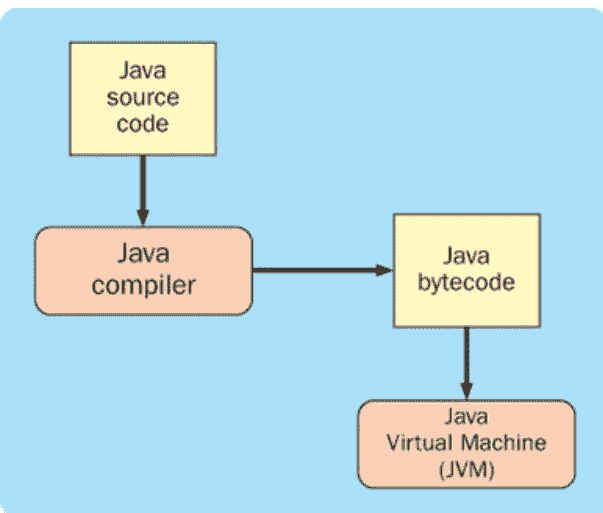 Java
source
code
Java
compiler
Java
bytecode
Java
Virtual Machine
(JVM)